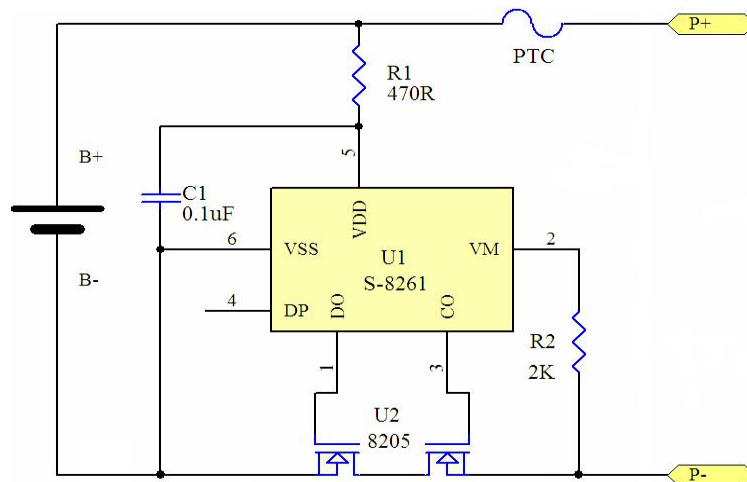 P+
PTC
R1
470R
5
B+
C1
0.1uF
VDD
6
VSS
U1
VM
2
S-8261
B-
4
DP
DO
CO
R2
2K
1
3
U2
8205
P-